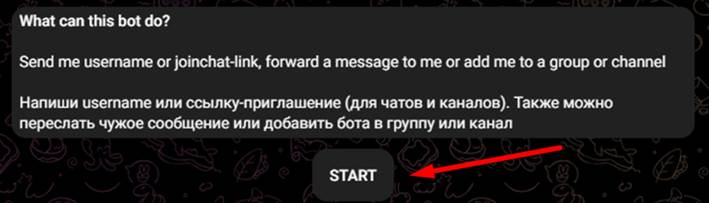 What can this bot do?
Send me username or joinchat-link, forward a message to me or add me to a group or channel
Напиши username или ссылку-приглашение (для чатов и каналов). Также можно
переслать чужое сообщение или добавить бота в группу или канал
START